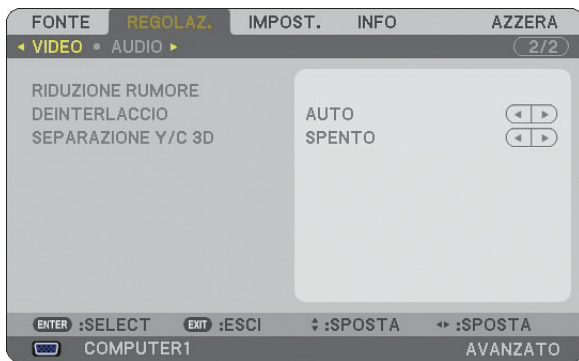 FONTE REGOLAZ. IMPOST. INFO AZZERA
VIDEO AUDIO 2/2
RIDUZIONE RUMORE
DEINTERLACCIO AUTO
SEPARAZIONE Y/C 3D SPENTO
ENTER :SELECT EXIT :ESCI :SPOSTA :SPOSTA
COMPUTER1 AVANZATO